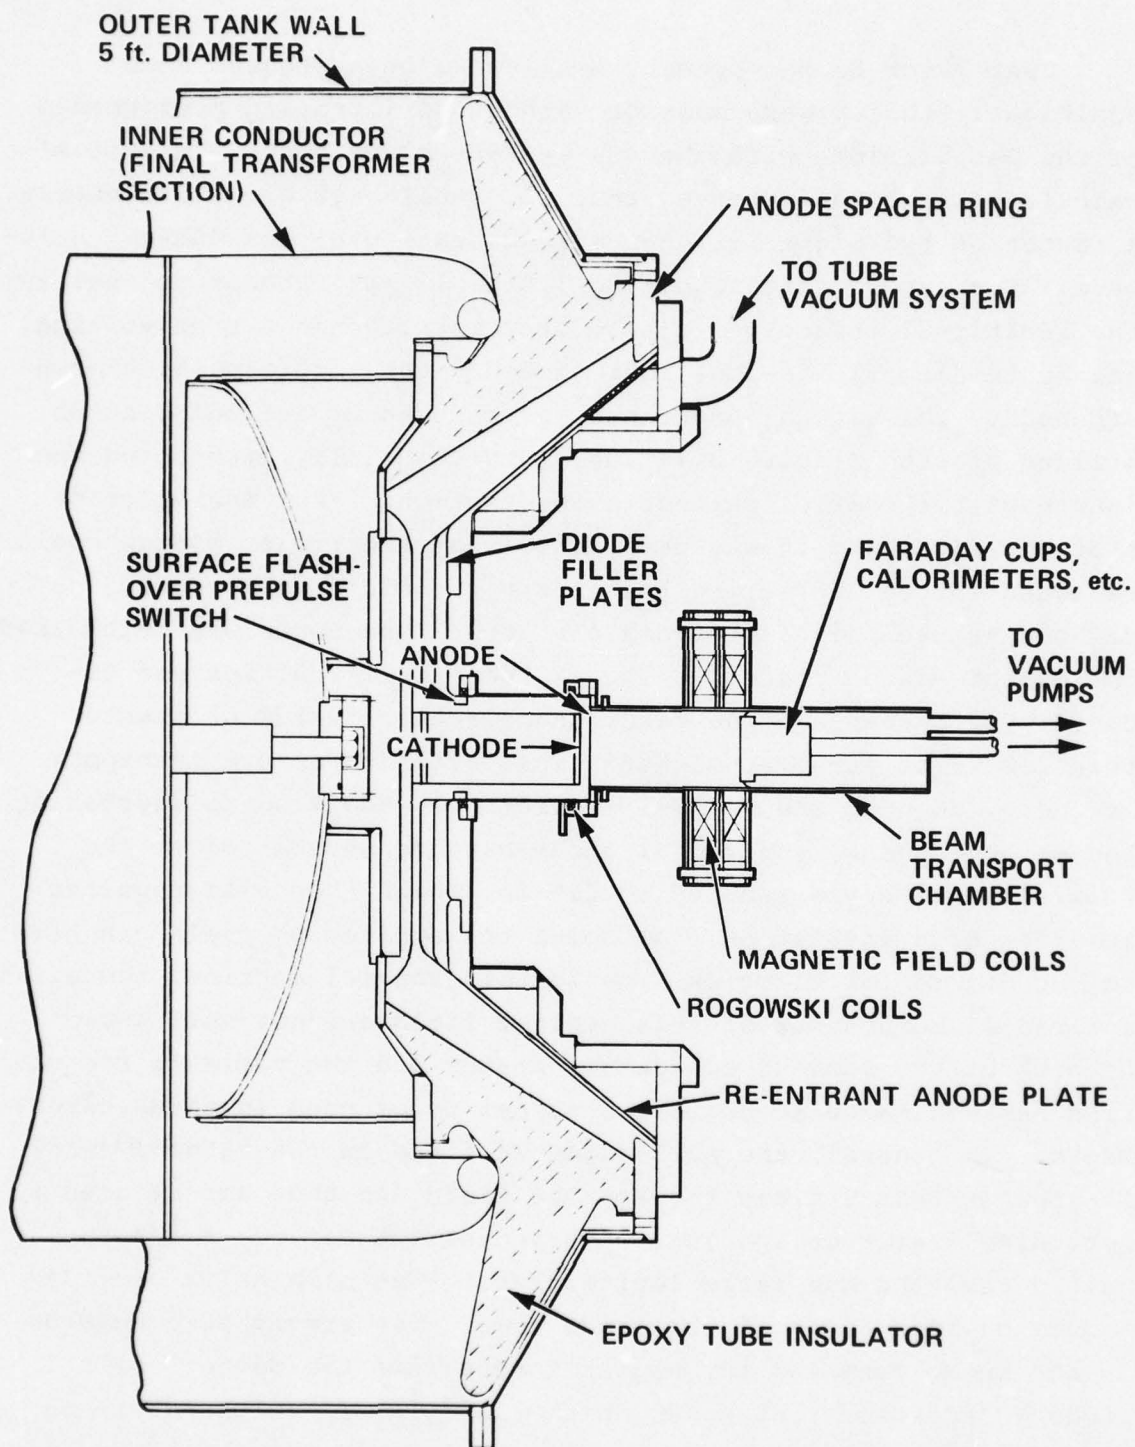 OUTER TANK WALL
5 ft. DIAMETER
INNER CONDUCTOR
(FINAL TRANSFORMER
SECTION)
ANODE SPACER RING
TO TUBE
VACUUM SYSTEM
SURFACE FLASH-
OVER PREPULSE
SWITCH
DIODE
FILLER
PLATES
FARADAY CUPS,
CALORIMETERS, etc.
TO
VACUUM
PUMPS
ANODE
CATHODE
BEAM
TRANSPORT
CHAMBER
MAGNETIC FIELD COILS
ROGOWSKI COILS
RE-ENTRANT ANODE PLATE
EPOXY TUBE INSULATOR